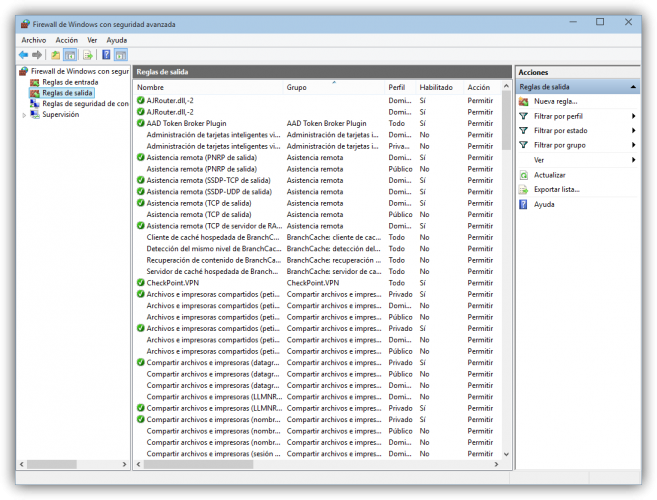 Firewall de Windows con seguridad avanzada
Archivo Acción Ver Ayuda
Firewall de Windows con segur
Reglas de entrada
Reglas de salida
Reglas de seguridad de con
Supervisión
Reglas de salida
Nombre Grupo Perfil Habilitado Acción
AJRouter.dll,-2 Domi... Sí Permitir
AJRouter.dll,-2 Domi... Sí Permitir
AAD Token Broker Plugin AAD Token Broker Plugin Todo Sí Permitir
Administración de tarjetas inteligentes vi... Administración de tarjetas i... Domi... No Permitir
Administración de tarjetas inteligentes vi... Administración de tarjetas i... Priva... No Permitir
Asistencia remota (PNRP de salida) Asistencia remota Domi... Sí Permitir
Asistencia remota (PNRP de salida) Asistencia remota Público No Permitir
Asistencia remota (SSDP-TCP de salida) Asistencia remota Domi... Sí Permitir
Asistencia remota (SSDP-UDP de salida) Asistencia remota Domi... Sí Permitir
Asistencia remota (TCP de salida) Asistencia remota Domi... Sí Permitir
Asistencia remota (TCP de salida) Asistencia remota Público No Permitir
Asistencia remota (TCP de servidor de RA... Asistencia remota Domi... Sí Permitir
Cliente de caché hospedada de BranchC... BranchCache: cliente de cac... Todo No Permitir
Detección del mismo nivel de BranchCac... BranchCache: detección del... Todo No Permitir
Recuperación de contenido de BranchCa... BranchCache: recuperación ... Todo No Permitir
Servidor de caché hospedada de Branch... BranchCache: servidor de ca... Todo No Permitir
CheckPoint.VPN CheckPoint.VPN Todo Sí Permitir
Archivos e impresoras compartidos (peti... Compartir archivos e impres... Privado Sí Permitir
Archivos e impresoras compartidos (peti... Compartir archivos e impres... Domi... No Permitir
Archivos e impresoras compartidos (peti... Compartir archivos e impres... Público No Permitir
Archivos e impresoras compartidos (peti... Compartir archivos e impres... Privado Sí Permitir
Archivos e impresoras compartidos (peti... Compartir archivos e impres... Domi... No Permitir
Archivos e impresoras compartidos (peti... Compartir archivos e impres... Público No Permitir
Compartir archivos e impresoras (datagr... Compartir archivos e impres... Privado Sí Permitir
Compartir archivos e impresoras (datagr... Compartir archivos e impres... Público No Permitir
Compartir archivos e impresoras (datagr... Compartir archivos e impres... Domi... No Permitir
Compartir archivos e impresoras (LLMNR... Compartir archivos e impres... Domi... No Permitir
Compartir archivos e impresoras (LLMNR... Compartir archivos e impres... Privado Sí Permitir
Compartir archivos e impresoras (nombr... Compartir archivos e impres... Privado Sí Permitir
Compartir archivos e impresoras (nombr... Compartir archivos e impres... Público No Permitir
Compartir archivos e impresoras (nombr... Compartir archivos e impres... Domi... No Permitir
Compartir archivos e impresoras (sesión ... Compartir archivos e impres... Domi... No Permitir
Acciones
Reglas de salida
Nueva regla...
Filtrar por perfil
Filtrar por estado
Filtrar por grupo
Ver
Actualizar
Exportar lista...
Ayuda